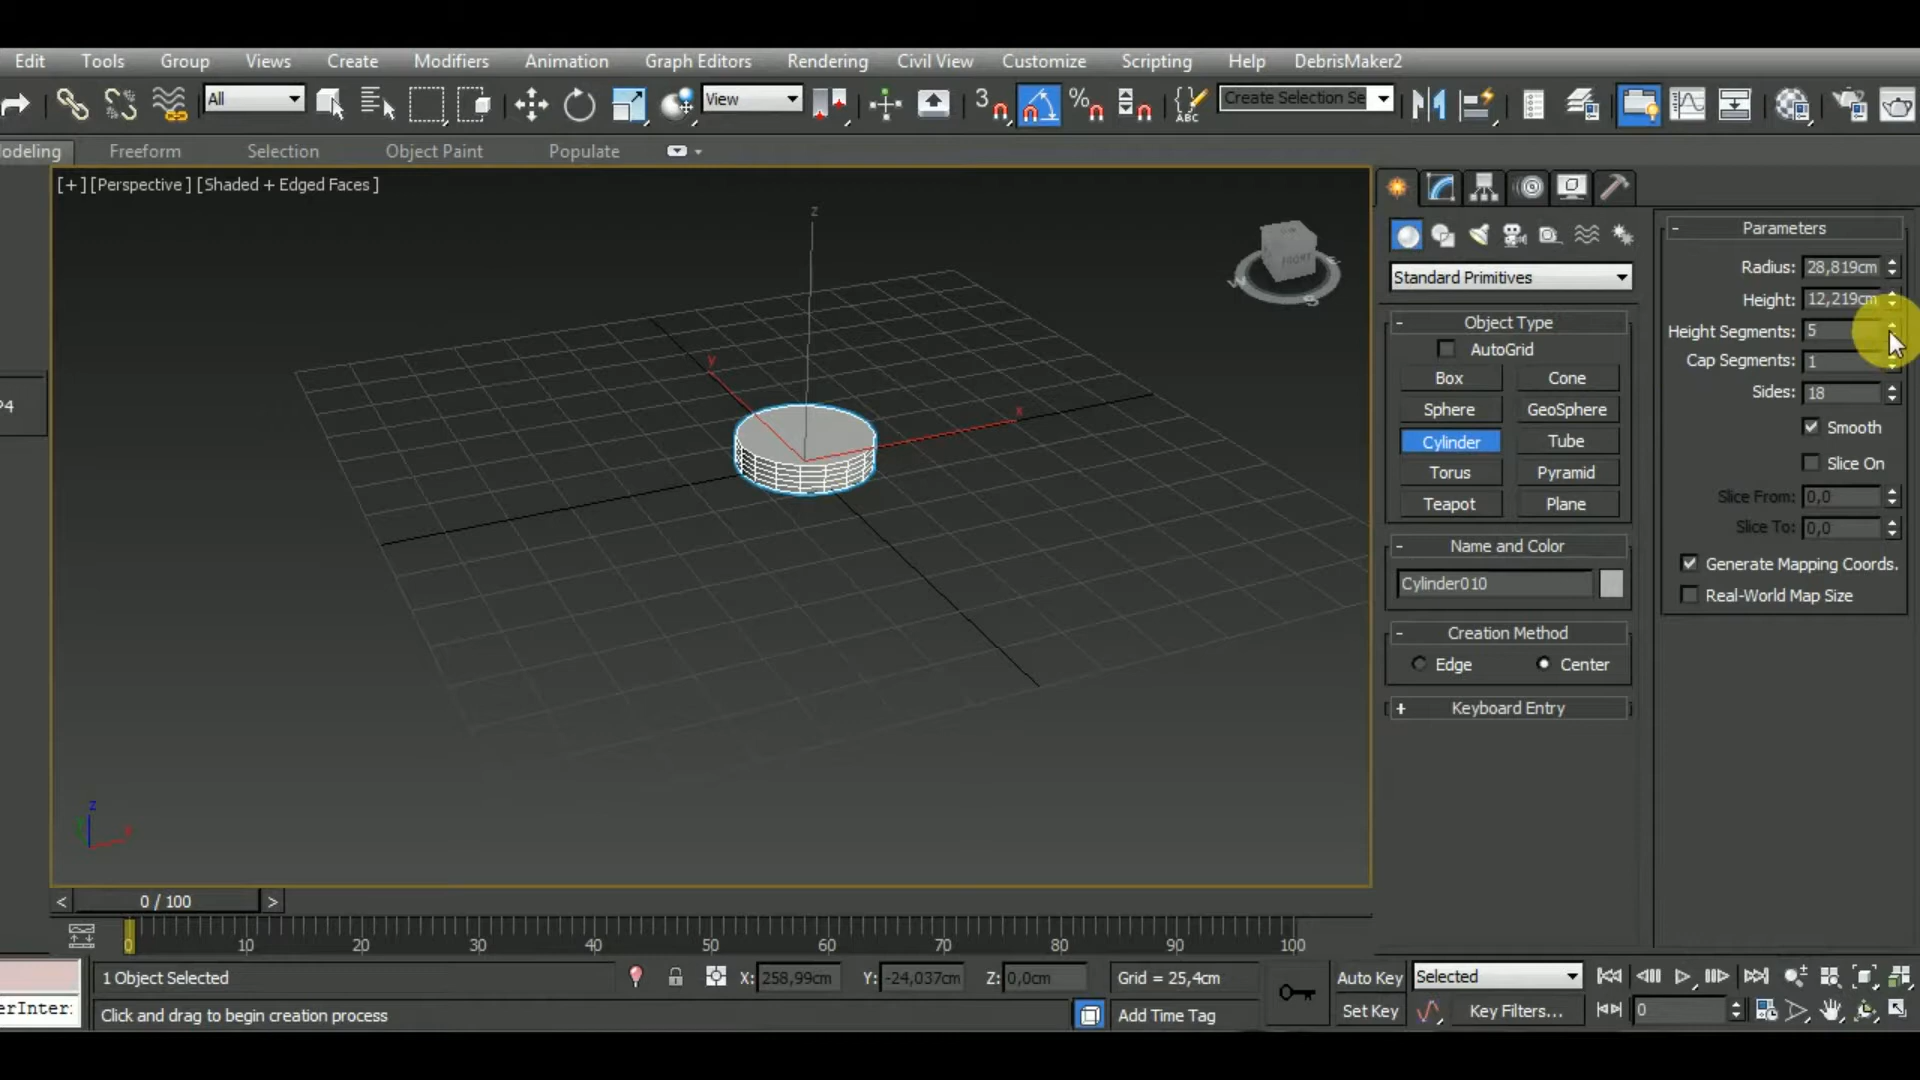 Edit Tools Group Views Create Modifiers Animation Graph Editors Rendering Civil View Customize Scripting Help DebrisMaker2
All View 3 % ABC Create Selection Se
odeling Freeform Selection Object Paint Populate
[+] [Perspective] [Shaded + Edged Faces]
z
y
x
FRONT
W
S
Standard Primitives
- Object Type
AutoGrid
Box Cone
Sphere GeoSphere
Cylinder Tube
Torus Pyramid
Teapot Plane
- Name and Color
Cylinder010
- Creation Method
Edge Center
+ Keyboard Entry
- Parameters
Radius: 28,819cm
Height: 12,219cm
Height Segments: 5
Cap Segments: 1
Sides: 18
Smooth
Slice On
Slice From: 0,0
Slice To: 0,0
Generate Mapping Coords.
Real-World Map Size
P4
z
x
< 0 / 100 >
0 10 20 30 40 50 60 70 80 90 100
1 Object Selected X: 258,99cm Y: -24,037cm Z: 0,0cm Grid = 25,4cm Auto Key Selected
erInter: Click and drag to begin creation process Add Time Tag Set Key Key Filters... 0